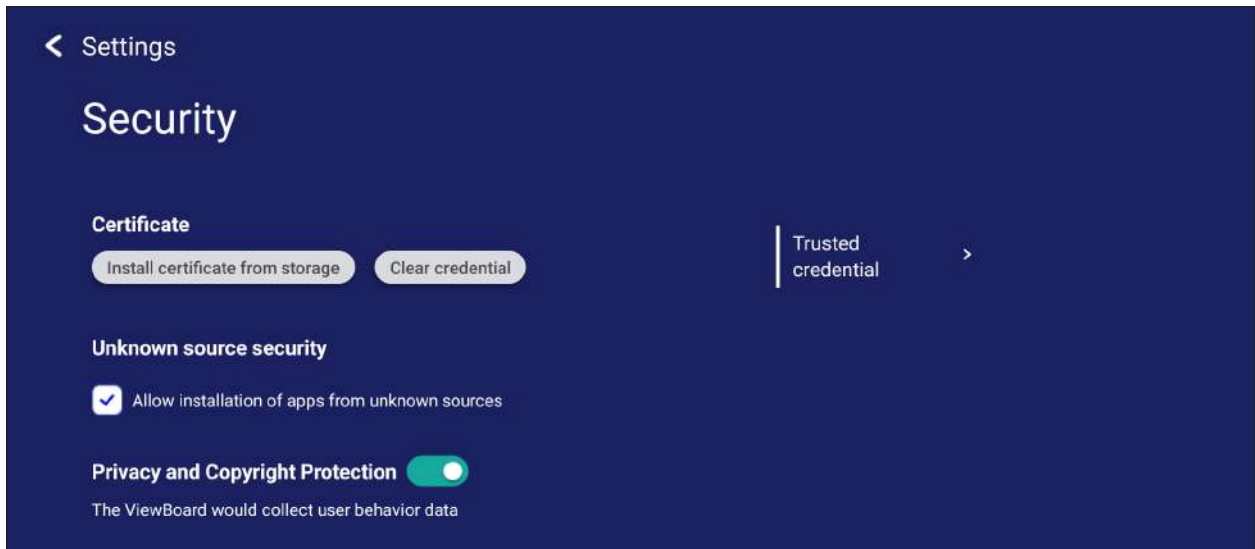 Settings
Security
Certificate
Install certificate from storage
Clear credential
Trusted
credential
Unknown source security
Allow installation of apps from unknown sources
Privacy and Copyright Protection
The ViewBoard would collect user behavior data